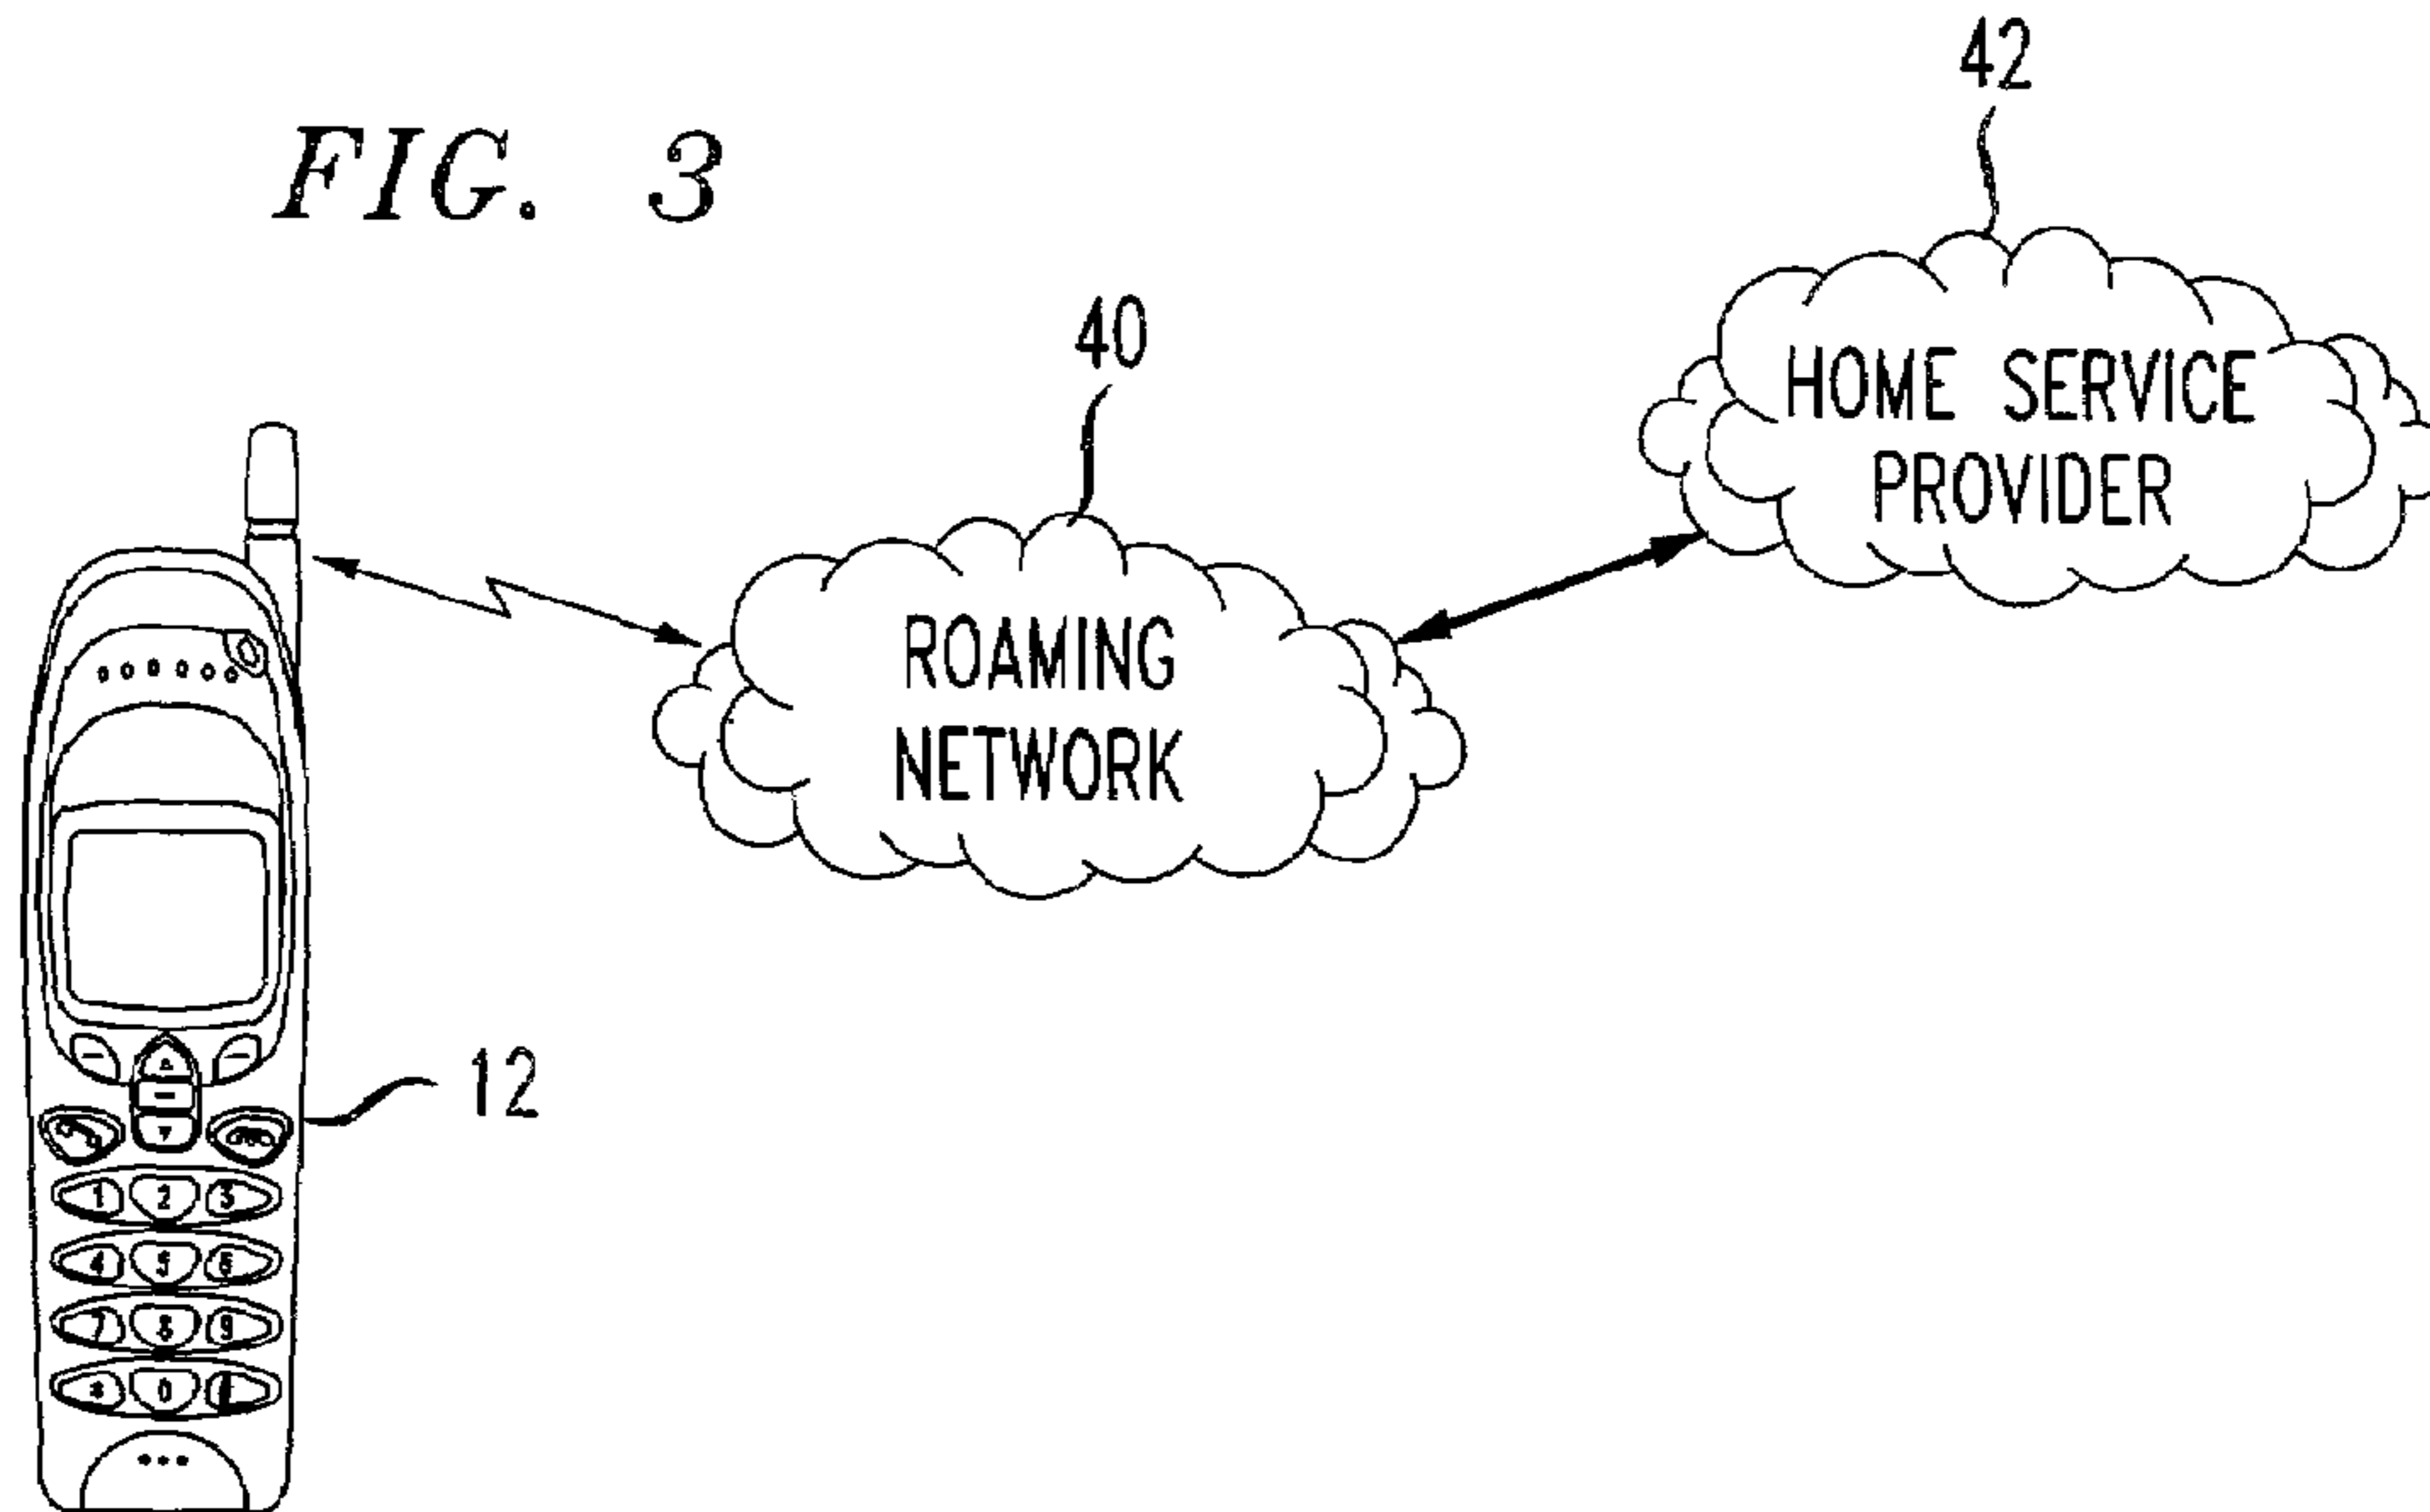 FIG. 3
42
40
HOME SERVICE
PROVIDER
ROAMING
NETWORK
12
1 2 3
4 5 6
7 8 9
* 0